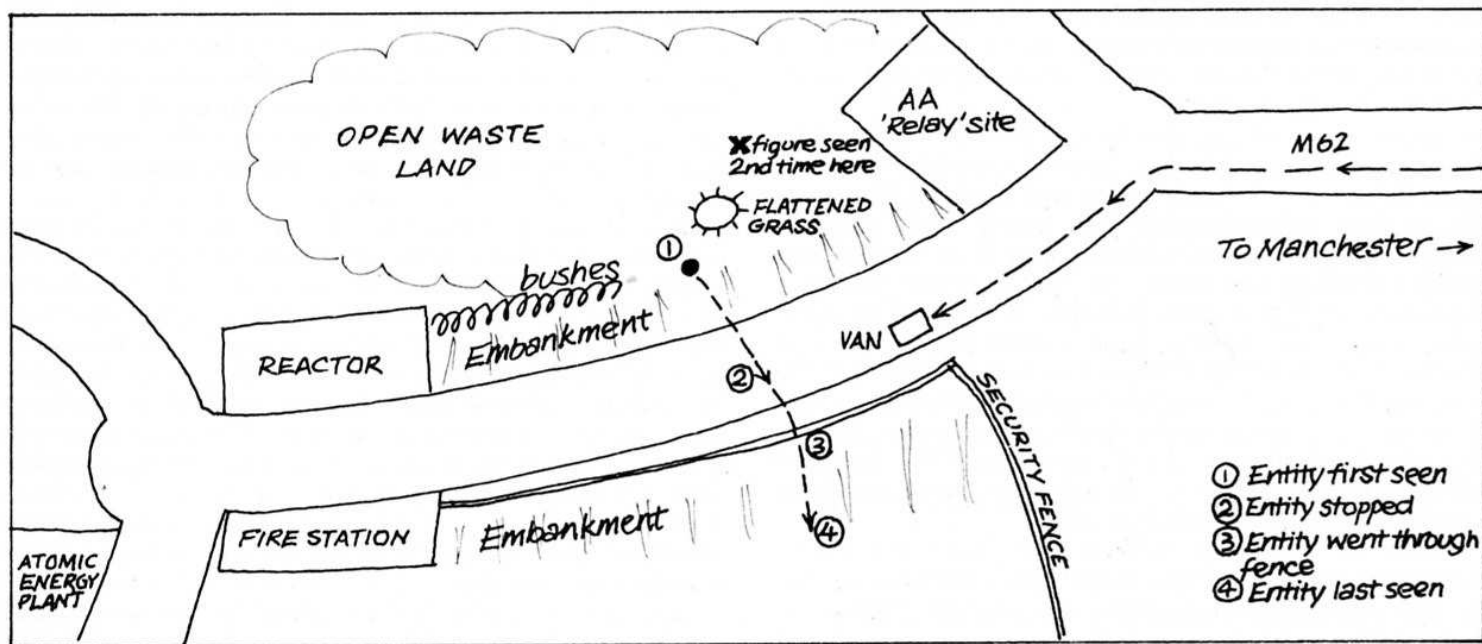 OPEN WASTE
LAND
AA
'Relay' site
✗ figure seen
2nd time here
FLATTENED
GRASS
M62
To Manchester →
①
bushes
Embankment
REACTOR
②
VAN
③
SECURITY FENCE
FIRE STATION
Embankment
④
ATOMIC
ENERGY
PLANT
① Entity first seen
② Entity stopped
③ Entity went through
fence
④ Entity last seen